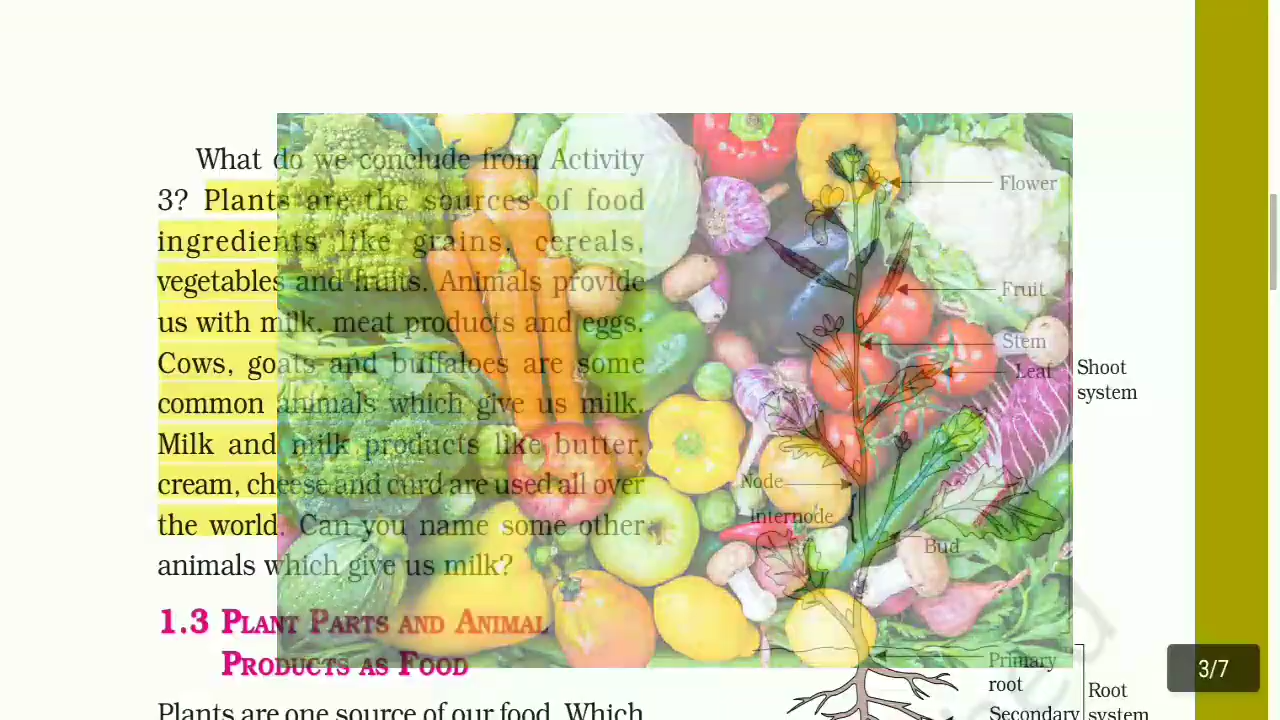 What do we conclude from Activity
3? Plants are the sources of food
ingredients like grains, cereals,
vegetables and fruits. Animals provide
us with milk, meat products and eggs.
Cows, goats and buffaloes are some
common animals which give us milk.
Milk and milk products like butter,
cream, cheese and curd are used all over
the world. Can you name some other
animals which give us milk?
1.3 PLANT PARTS AND ANIMAL
PRODUCTS AS FOOD
Plants are one source of our food. Which
Flower
Fruit
Stem
Leaf
Shoot
system
Node
Internode
Bud
Primary
root
Secondary
Root
system
3/7